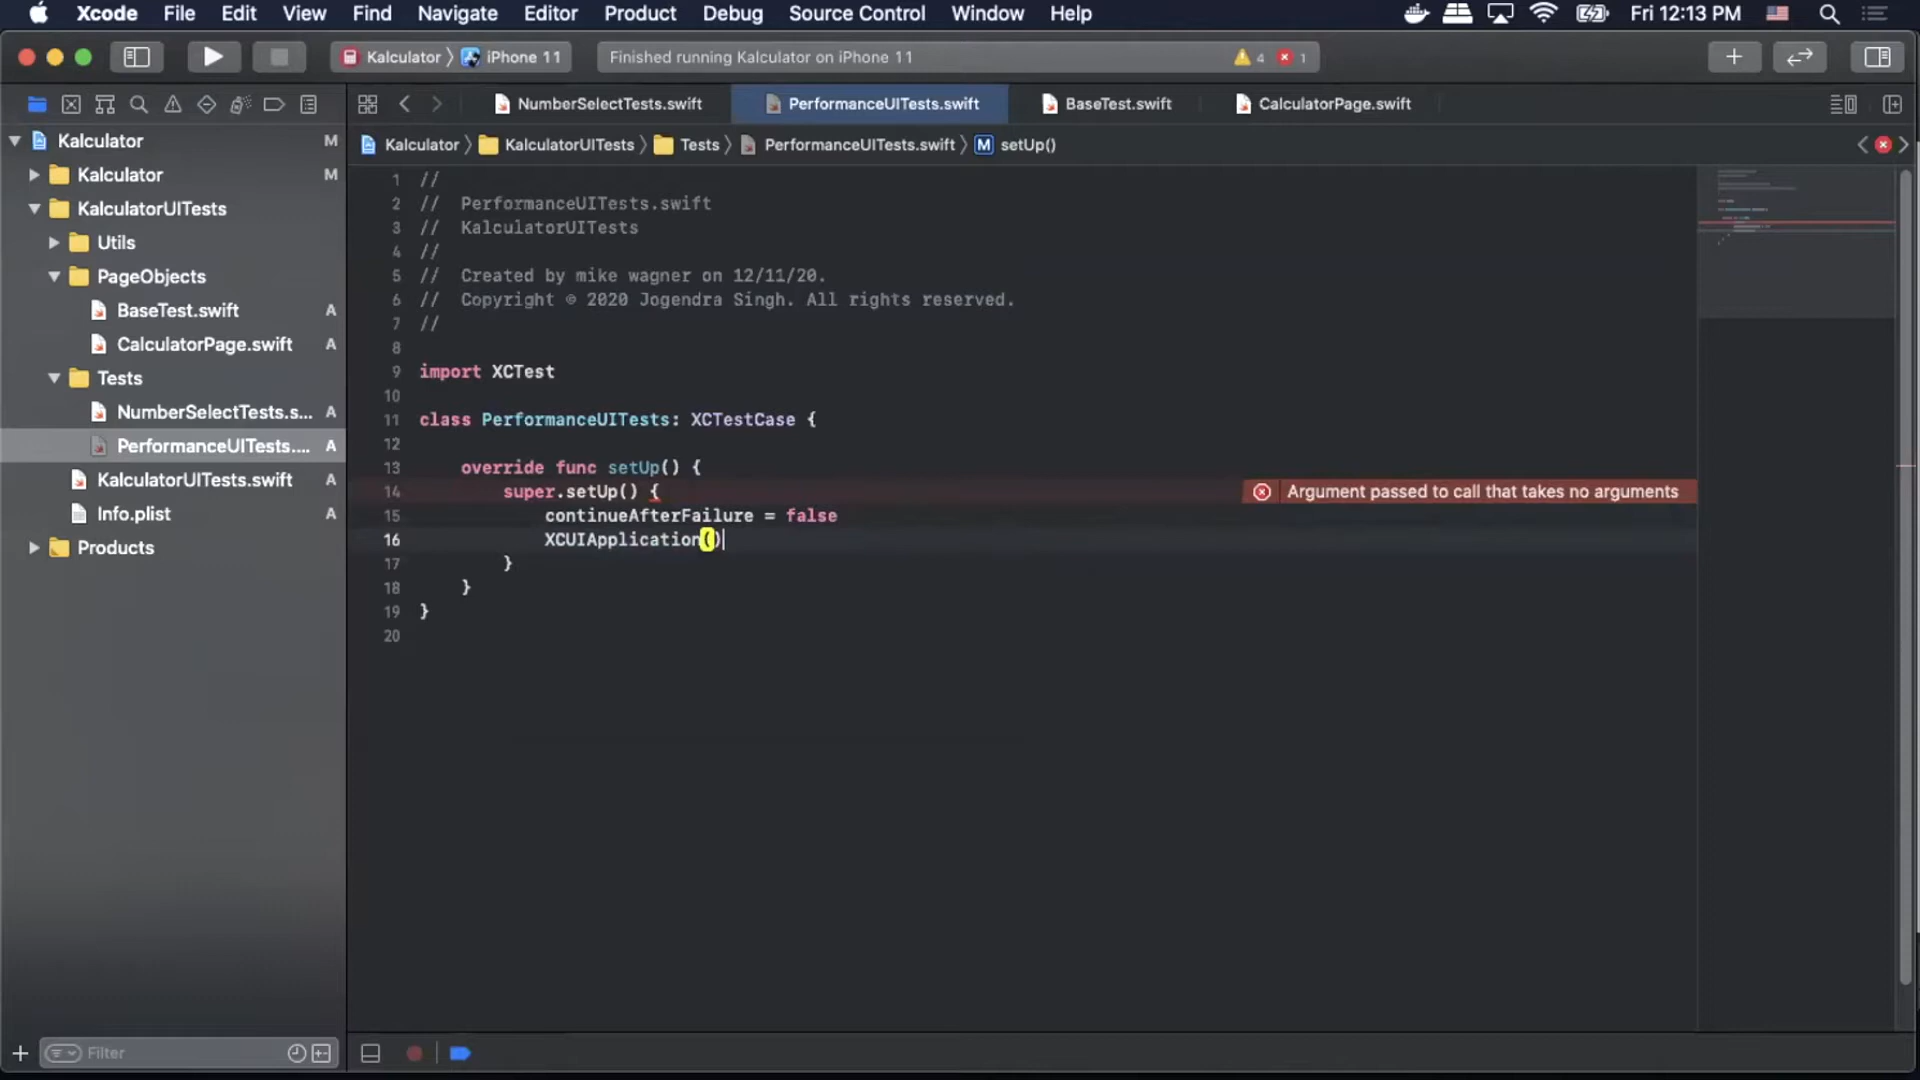 Xcode File Edit View Find Navigate Editor Product Debug Source Control Window Help Fri 12:13 PM
Kalculator iPhone 11 Finished running Kalculator on iPhone 11 4 1
NumberSelectTests.swift PerformanceUITests.swift BaseTest.swift CalculatorPage.swift
Kalculator M
Kalculator KalculatorUITests Tests PerformanceUITests.swift M setUp()
Kalculator M
KalculatorUITests
Utils
PageObjects
BaseTest.swift A
CalculatorPage.swift A
Tests
NumberSelectTests.s... A
PerformanceUITests.... A
KalculatorUITests.swift A
Info.plist A
Products
1 //
2 // PerformanceUITests.swift
3 // KalculatorUITests
4 //
5 // Created by mike wagner on 12/11/20.
6 // Copyright © 2020 Jogendra Singh. All rights reserved.
7 //
8
9 import XCTest
10
11 class PerformanceUITests: XCTestCase {
12
13 override func setUp() {
14 super.setUp() { Argument passed to call that takes no arguments
15 continueAfterFailure = false
16 XCUIApplication()
17 }
18 }
19 }
20
Filter